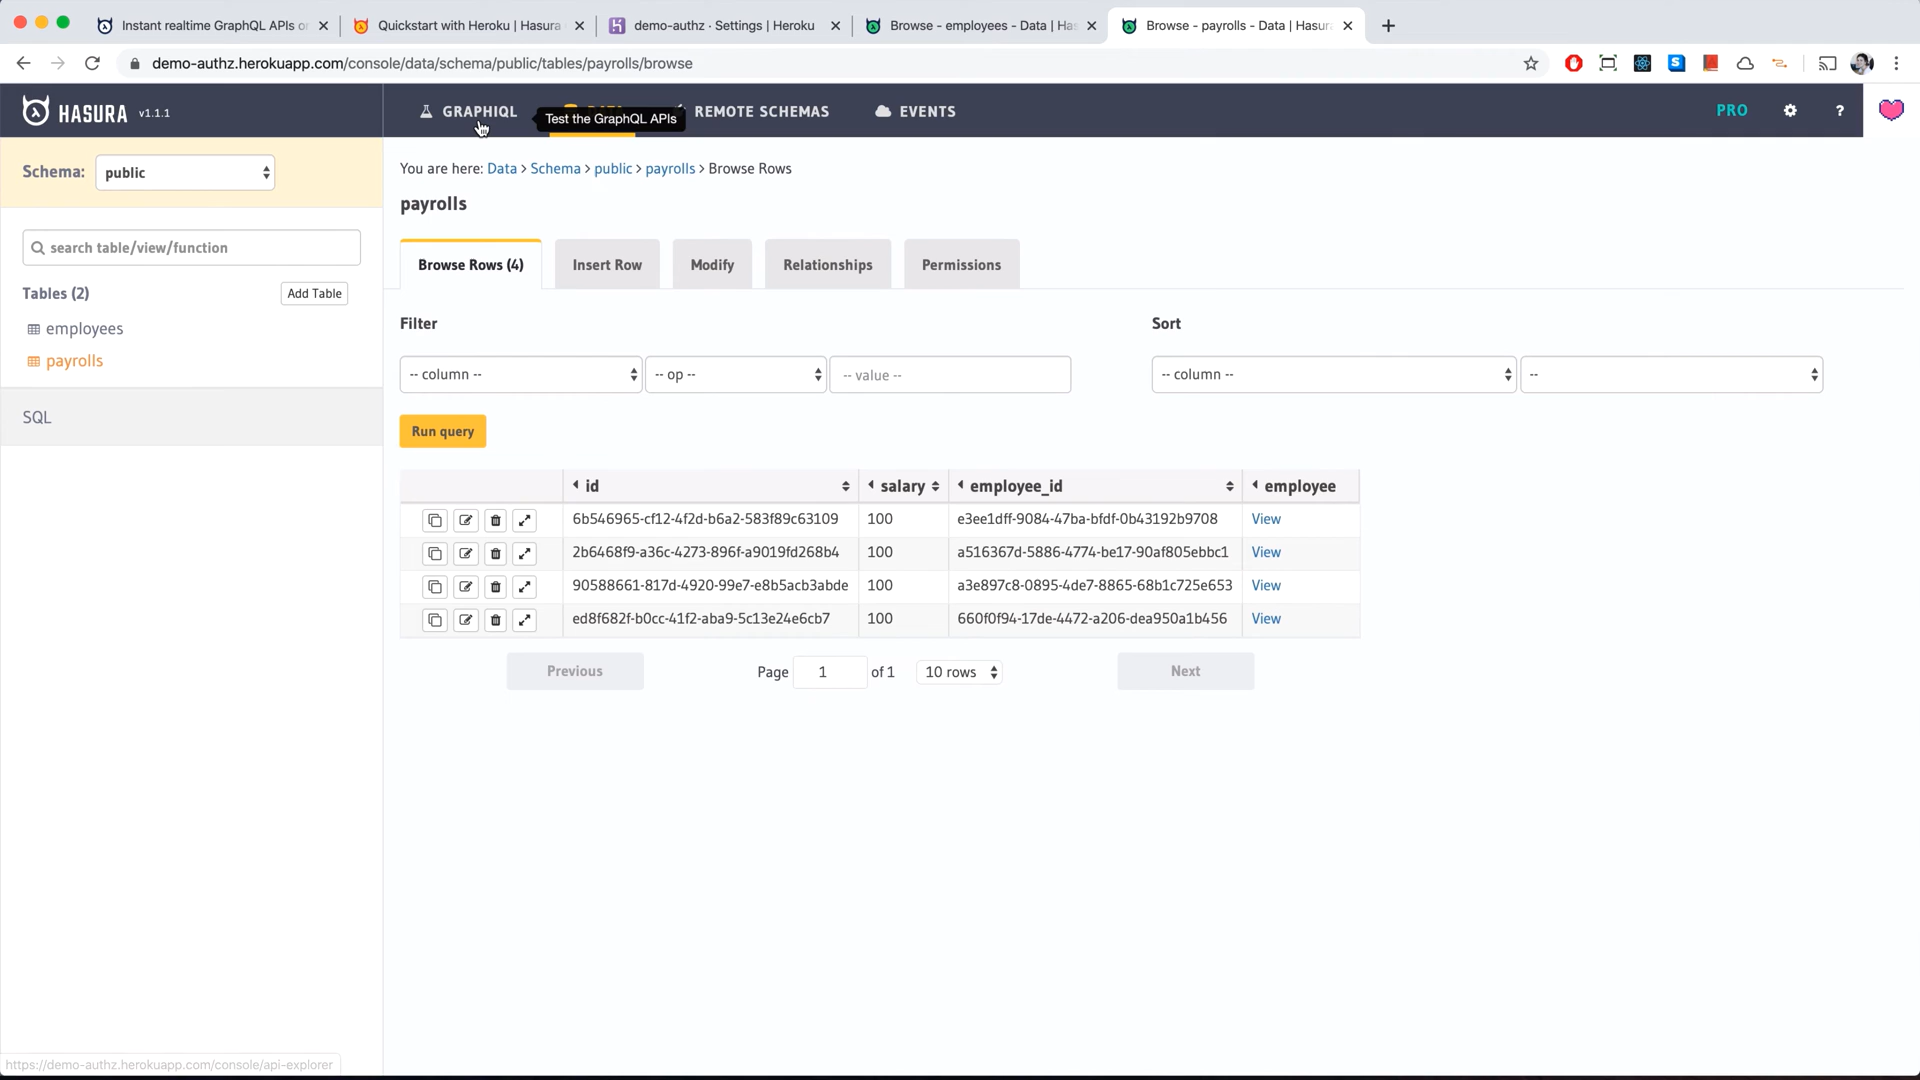 Instant realtime GraphQL APIs or
Quickstart with Heroku | Hasura
demo-authz · Settings | Heroku
Browse - employees - Data | Has
Browse - payrolls - Data | Hasura
demo-authz.herokuapp.com/console/data/schema/public/tables/payrolls/browse
HASURA v1.1.1
GRAPHIQL
Test the GraphQL APIs
REMOTE SCHEMAS
EVENTS
PRO
?
Schema: public
You are here: Data > Schema > public > payrolls > Browse Rows
payrolls
search table/view/function
Browse Rows (4)
Insert Row
Modify
Relationships
Permissions
Tables (2)
Add Table
employees
payrolls
SQL
Filter
Sort
-- column --
-- op --
-- value --
-- column --
--
Run query
id salary employee_id employee
6b546965-cf12-4f2d-b6a2-583f89c63109 100 e3ee1dff-9084-47ba-bfdf-0b43192b9708 View
2b6468f9-a36c-4273-896f-a9019fd268b4 100 a516367d-5886-4774-be17-90af805ebbc1 View
90588661-817d-4920-99e7-e8b5acb3abde 100 a3e897c8-0895-4de7-8865-68b1c725e653 View
ed8f682f-b0cc-41f2-aba9-5c13e24e6cb7 100 660f0f94-17de-4472-a206-dea950a1b456 View
Previous
Page 1 of 1
10 rows
Next
https://demo-authz.herokuapp.com/console/api-explorer